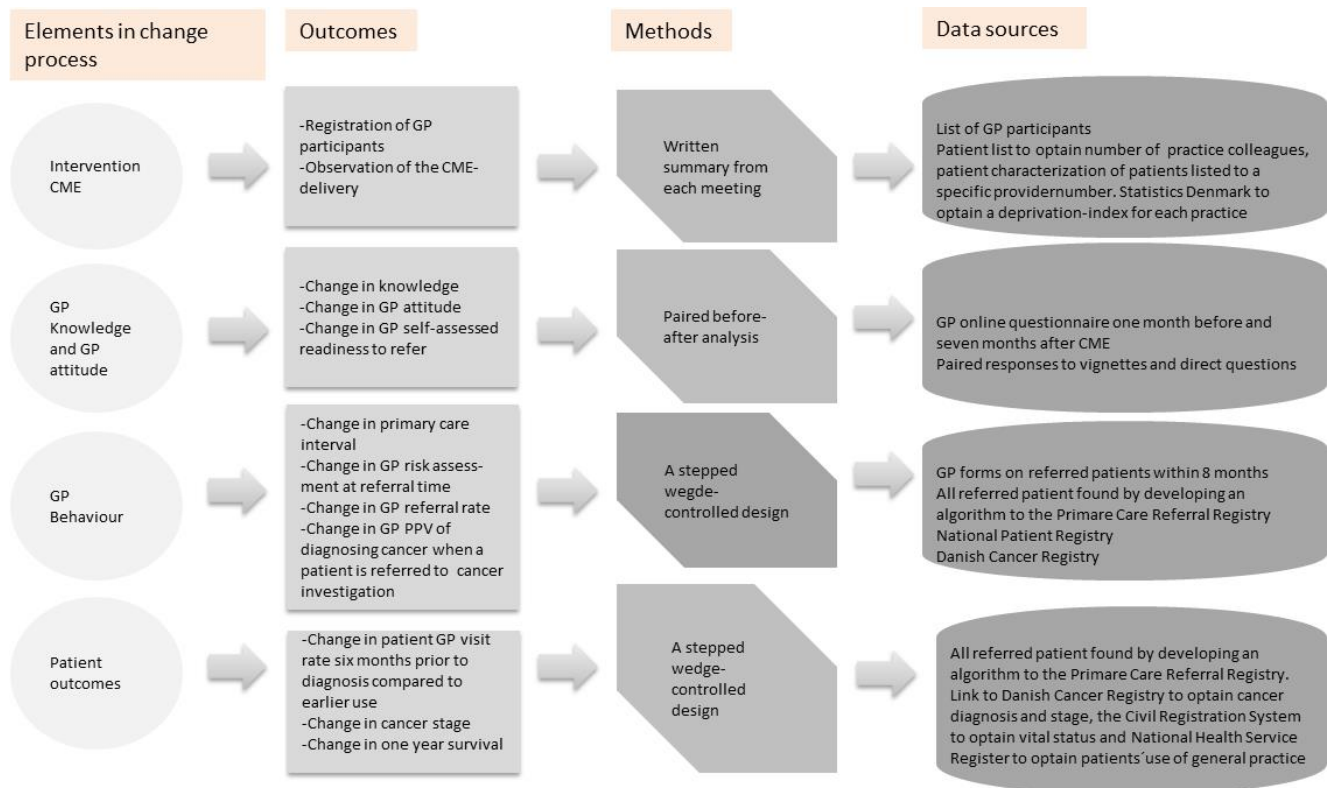 Elements in change
process
Outcomes
Methods
Data sources
Intervention
CME
-Registration of GP
participants
-Observation of the CME-
delivery
Written
summary from
each meeting
List of GP participants
Patient list to optain number of practice colleagues,
patient characterization of patients listed to a
specific providernumber. Statistics Denmark to
optain a deprivation-index for each practice
GP
Knowledge
and GP
attitude
-Change in knowledge
-Change in GP attitude
-Change in GP self-assessed
readiness to refer
Paired before-
after analysis
GP online questionnaire one month before and
seven months after CME
Paired responses to vignettes and direct questions
GP
Behaviour
-Change in primary care
interval
-Change in GP risk assess-
ment at referral time
-Change in GP referral rate
-Change in GP PPV of
diagnosing cancer when a
patient is referred to cancer
investigation
A stepped
wegde-
controlled design
GP forms on referred patients within 8 months
All referred patient found by developing an
algorithm to the Primare Care Referral Registry
National Patient Registry
Danish Cancer Registry
Patient
outcomes
-Change in patient GP visit
rate six months prior to
diagnosis compared to
earlier use
-Change in cancer stage
-Change in one year survival
A stepped
wedge-
controlled
design
All referred patient found by developing an
algorithm to the Primare Care Referral Registry.
Link to Danish Cancer Registry to optain cancer
diagnosis and stage, the Civil Registration System
to optain vital status and National Health Service
Register to optain patients´use of general practice